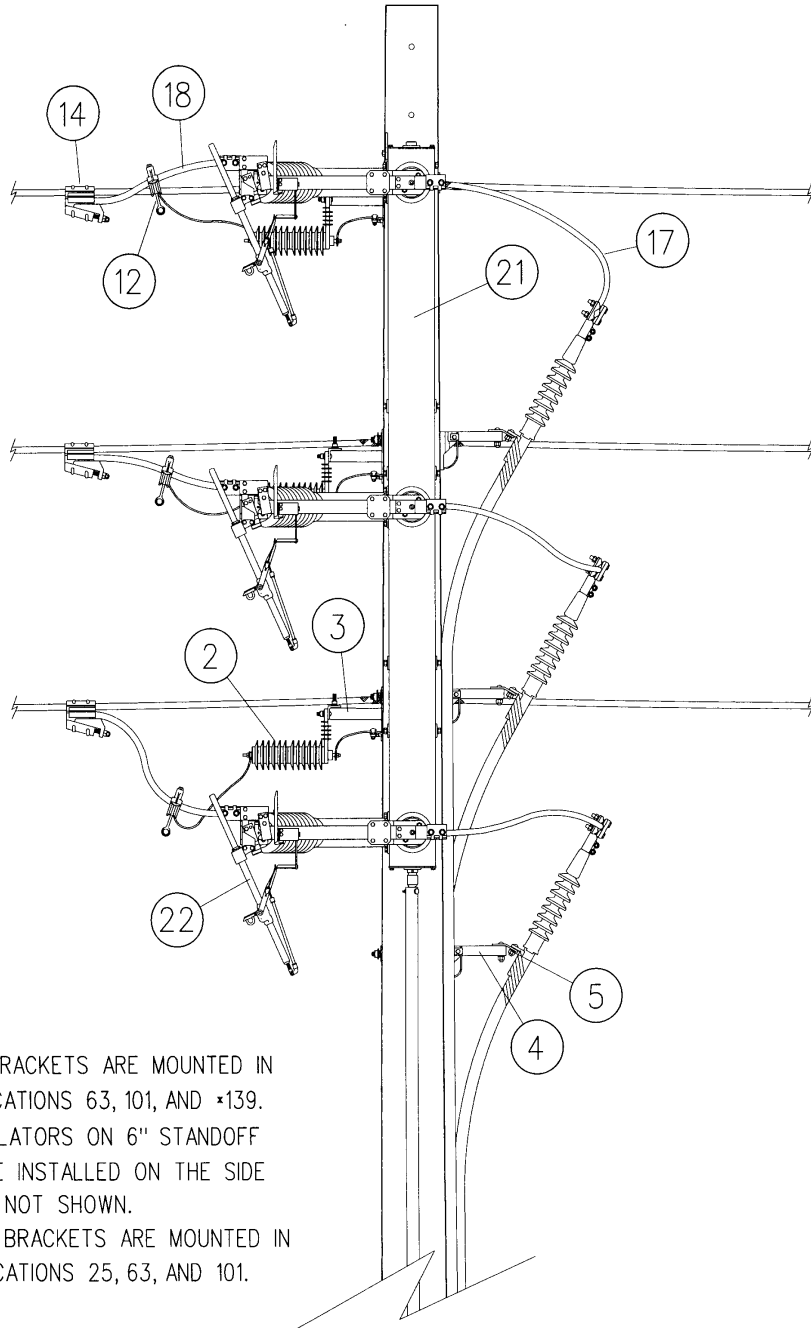 14
18
12
21
17
3
2
22
5
4
BRACKETS ARE MOUNTED IN
CATIONS 63, 101, AND *139.
LATORS ON 6" STANDOFF
E INSTALLED ON THE SIDE
NOT SHOWN.
BRACKETS ARE MOUNTED IN
CATIONS 25, 63, AND 101.